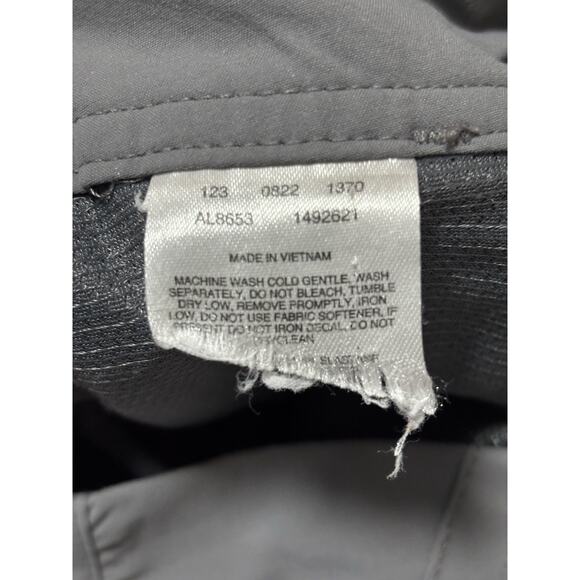 123 0822 1370
AL8653 1492621
MADE IN VIETNAM
MACHINE WASH COLD GENTLE, WASH
SEPARATELY, DO NOT BLEACH, TUMBLE
DRY LOW, REMOVE PROMPTLY, IRON
LOW, DO NOT USE FABRIC SOFTENER, IF
PRESENT DO NOT IRON DECAL, DO NOT
DRYCLEAN